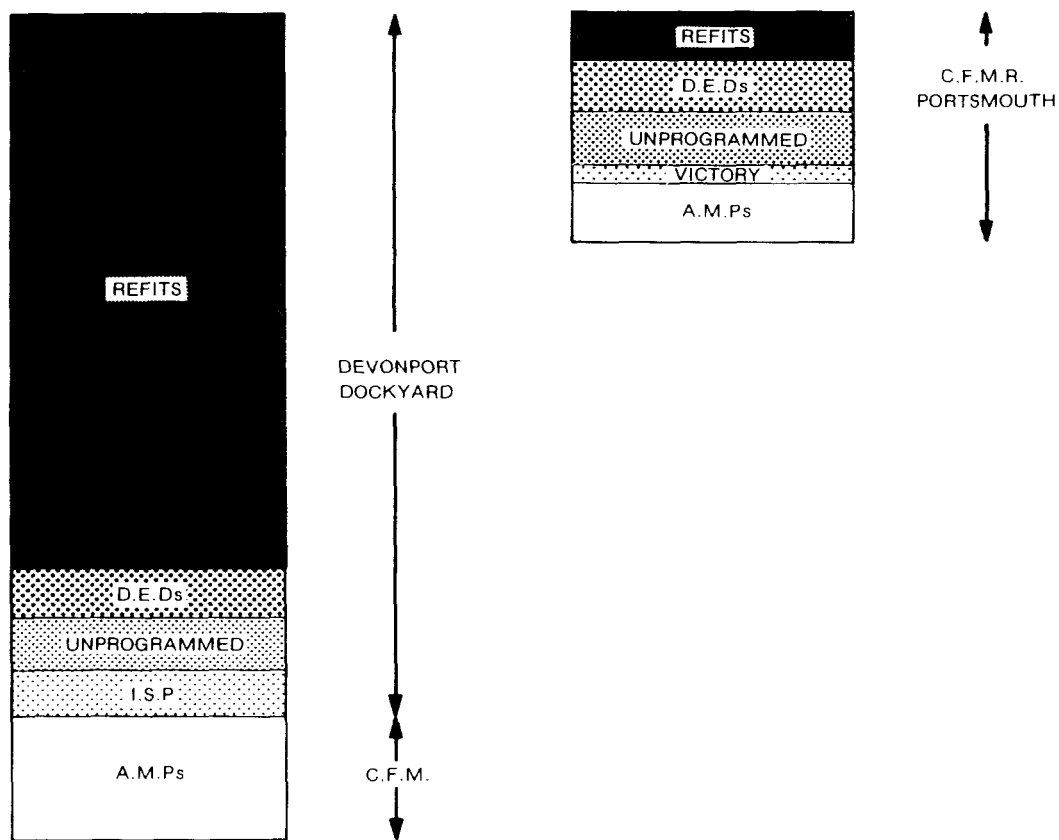 REFITS
D.E.Ds
UNPROGRAMMED
I.S.P
A.M.Ps
DEVONPORT
DOCKYARD
C.F.M.
REFITS
D.E.Ds
UNPROGRAMMED
VICTORY
A.M.Ps
C.F.M.R.
PORTSMOUTH